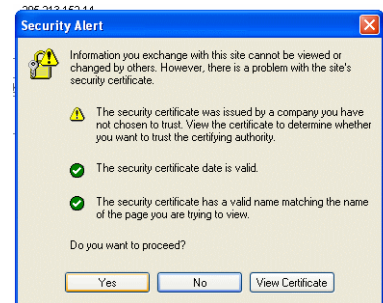 Security Alert
Information you exchange with this site cannot be viewed or
changed by others. However, there is a problem with the site's
security certificate.
The security certificate was issued by a company you have
not chosen to trust. View the certificate to determine whether
you want to trust the certifying authority.
The security certificate date is valid.
The security certificate has a valid name matching the name
of the page you are trying to view.
Do you want to proceed?
Yes No View Certificate